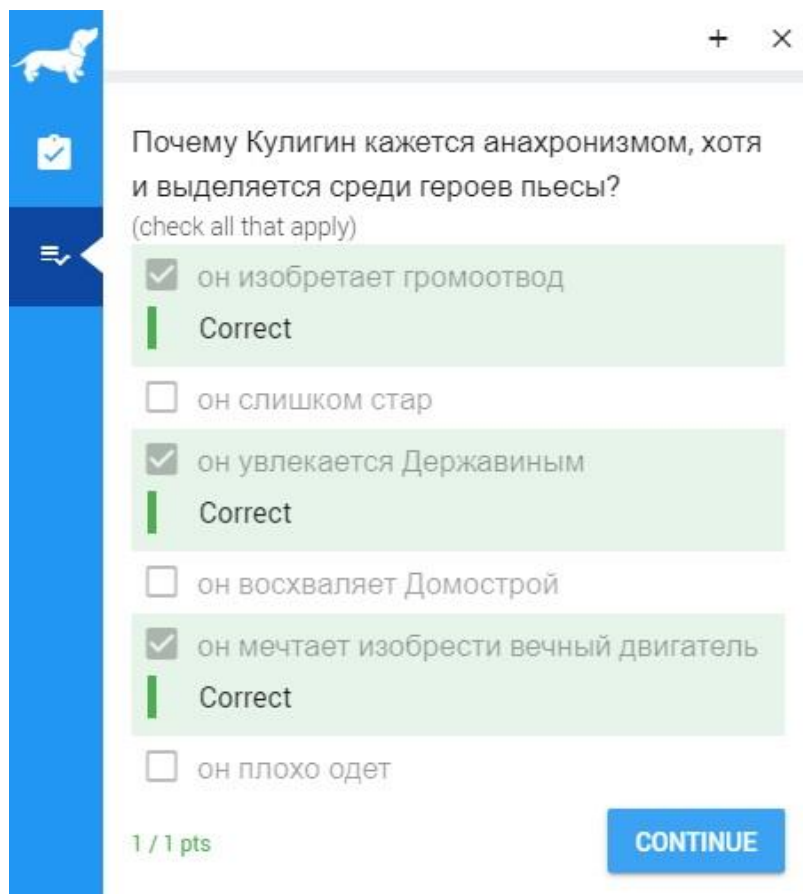 Почему Кулигин кажется анахронизмом, хотя
и выделяется среди героев пьесы?
(check all that apply)
он изобретает громоотвод
Correct
он слишком стар
он увлекается Державиным
Correct
он восхваляет Домострой
он мечтает изобрести вечный двигатель
Correct
он плохо одет
1 / 1 pts
CONTINUE